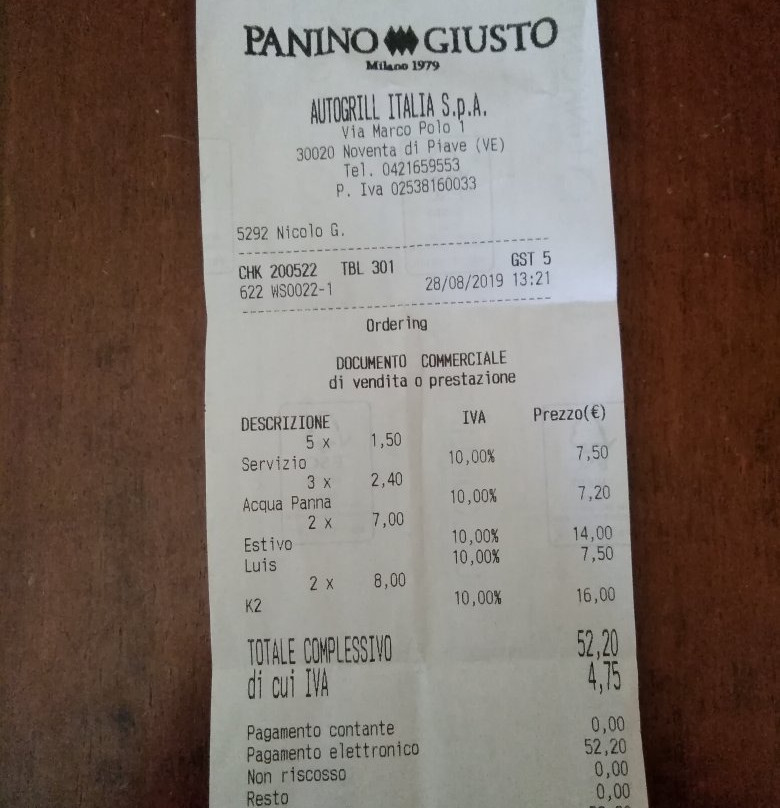 PANINO GIUSTO
Milano 1979
AUTOGRILL ITALIA S.p.A.
Via Marco Polo 1
30020 Noventa di Piave (VE)
Tel. 0421659553
P. Iva 02538160033
5292 Nicolo G.
CHK 200522 TBL 301 GST 5
622 WS0022-1 28/08/2019 13:21
Ordering
DOCUMENTO COMMERCIALE
di vendita o prestazione
DESCRIZIONE IVA Prezzo(€)
5 x 1,50
Servizio 10,00% 7,50
3 x 2,40
Acqua Panna 10,00% 7,20
2 x 7,00
Estivo 10,00% 14,00
Luis 10,00% 7,50
2 x 8,00
K2 10,00% 16,00
TOTALE COMPLESSIVO 52,20
di cui IVA 4,75
Pagamento contante 0,00
Pagamento elettronico 52,20
Non riscosso 0,00
Resto 0,00